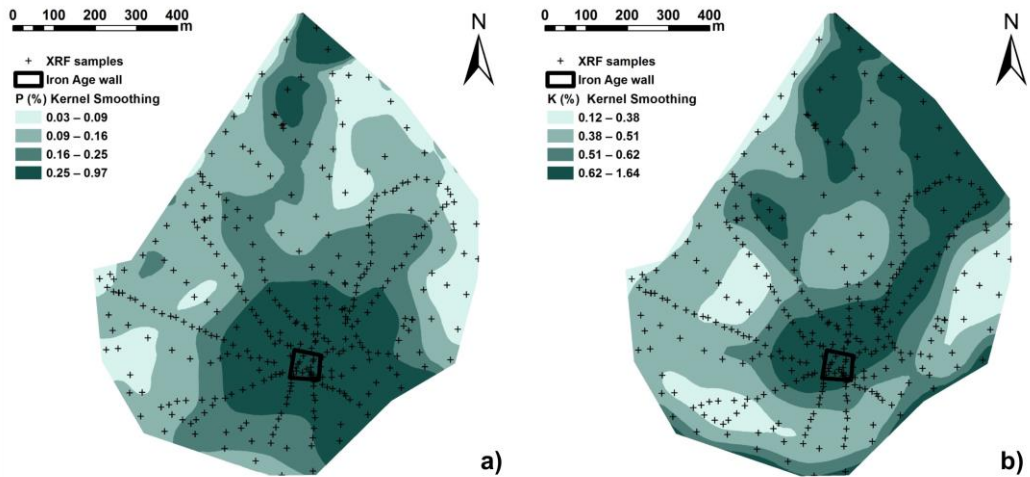 0 100 200 300 400
m
N
XRF samples
Iron Age wall
P (%) Kernel Smoothing
0.03 – 0.09
0.09 – 0.16
0.16 – 0.25
0.25 – 0.97
a)
0 100 200 300 400
m
N
XRF samples
Iron Age wall
K (%) Kernel Smoothing
0.12 – 0.38
0.38 – 0.51
0.51 – 0.62
0.62 – 1.64
b)